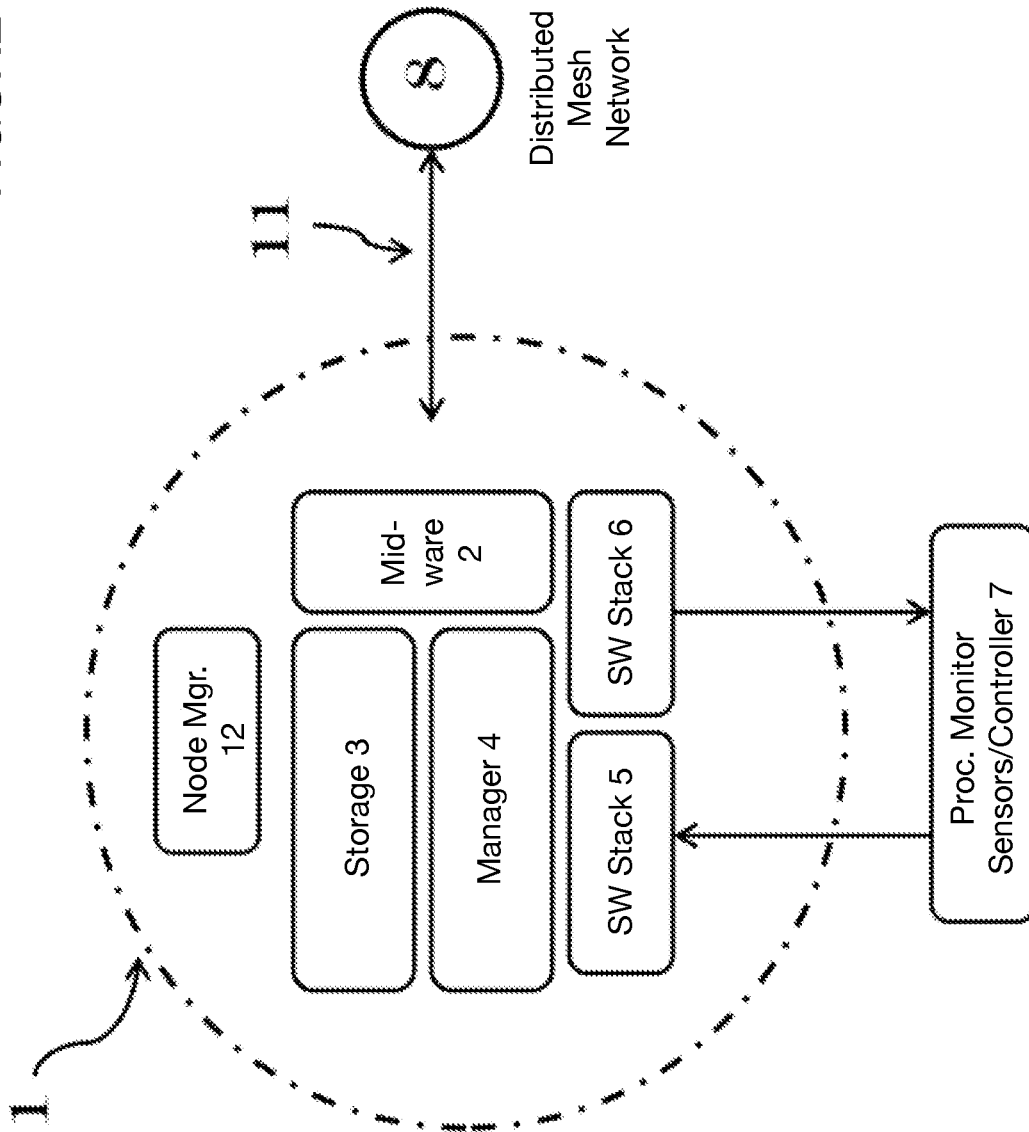 1
Node Mgr.
12
11
Storage 3
Mid-
ware
2
8
Manager 4
Distributed
Mesh
Network
SW Stack 5
SW Stack 6
Proc. Monitor
Sensors/Controller 7